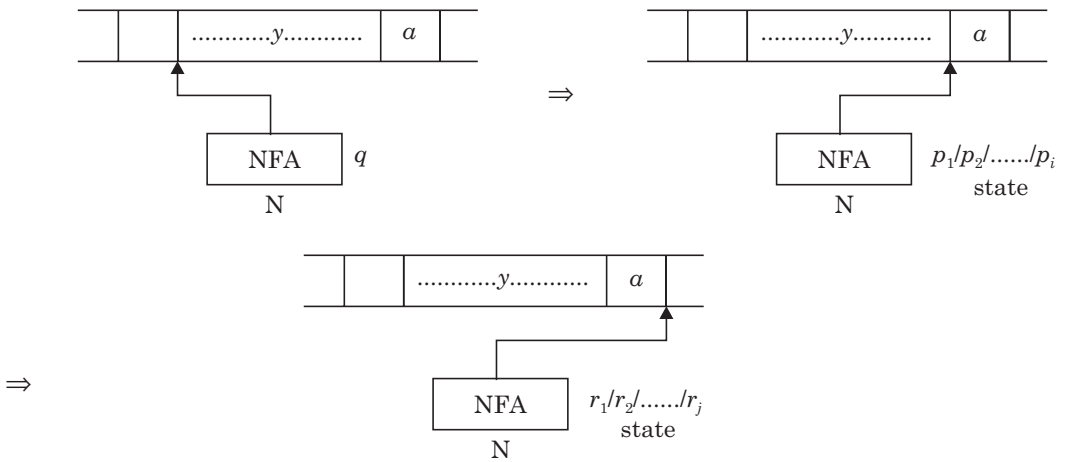 ............y............ a
NFA q
N
⇒
............y............ a
NFA p₁/p₂/....../pᵢ
state
N
............y............ a
⇒
NFA r₁/r₂/....../rⱼ
state
N